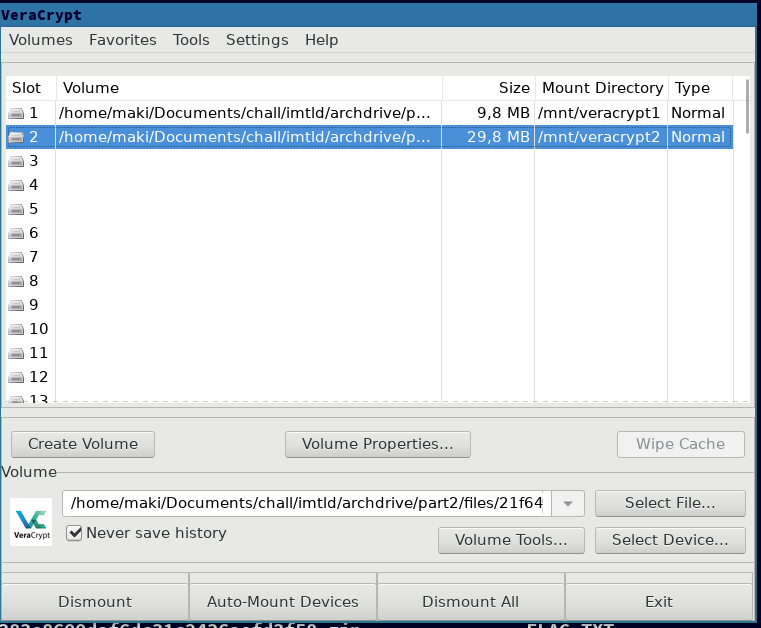 VeraCrypt
Volumes Favorites Tools Settings Help
Slot Volume Size Mount Directory Type
1 /home/maki/Documents/chall/imtld/archdrive/p... 9,8 MB /mnt/veracrypt1 Normal
2 /home/maki/Documents/chall/imtld/archdrive/p... 29,8 MB /mnt/veracrypt2 Normal
3
4
5
6
7
8
9
10
11
12
13
Create Volume Volume Properties... Wipe Cache
Volume
/home/maki/Documents/chall/imtld/archdrive/part2/files/21f64 Select File...
VeraCrypt
Never save history
Volume Tools... Select Device...
Dismount Auto-Mount Devices Dismount All Exit
FLAG.TXT